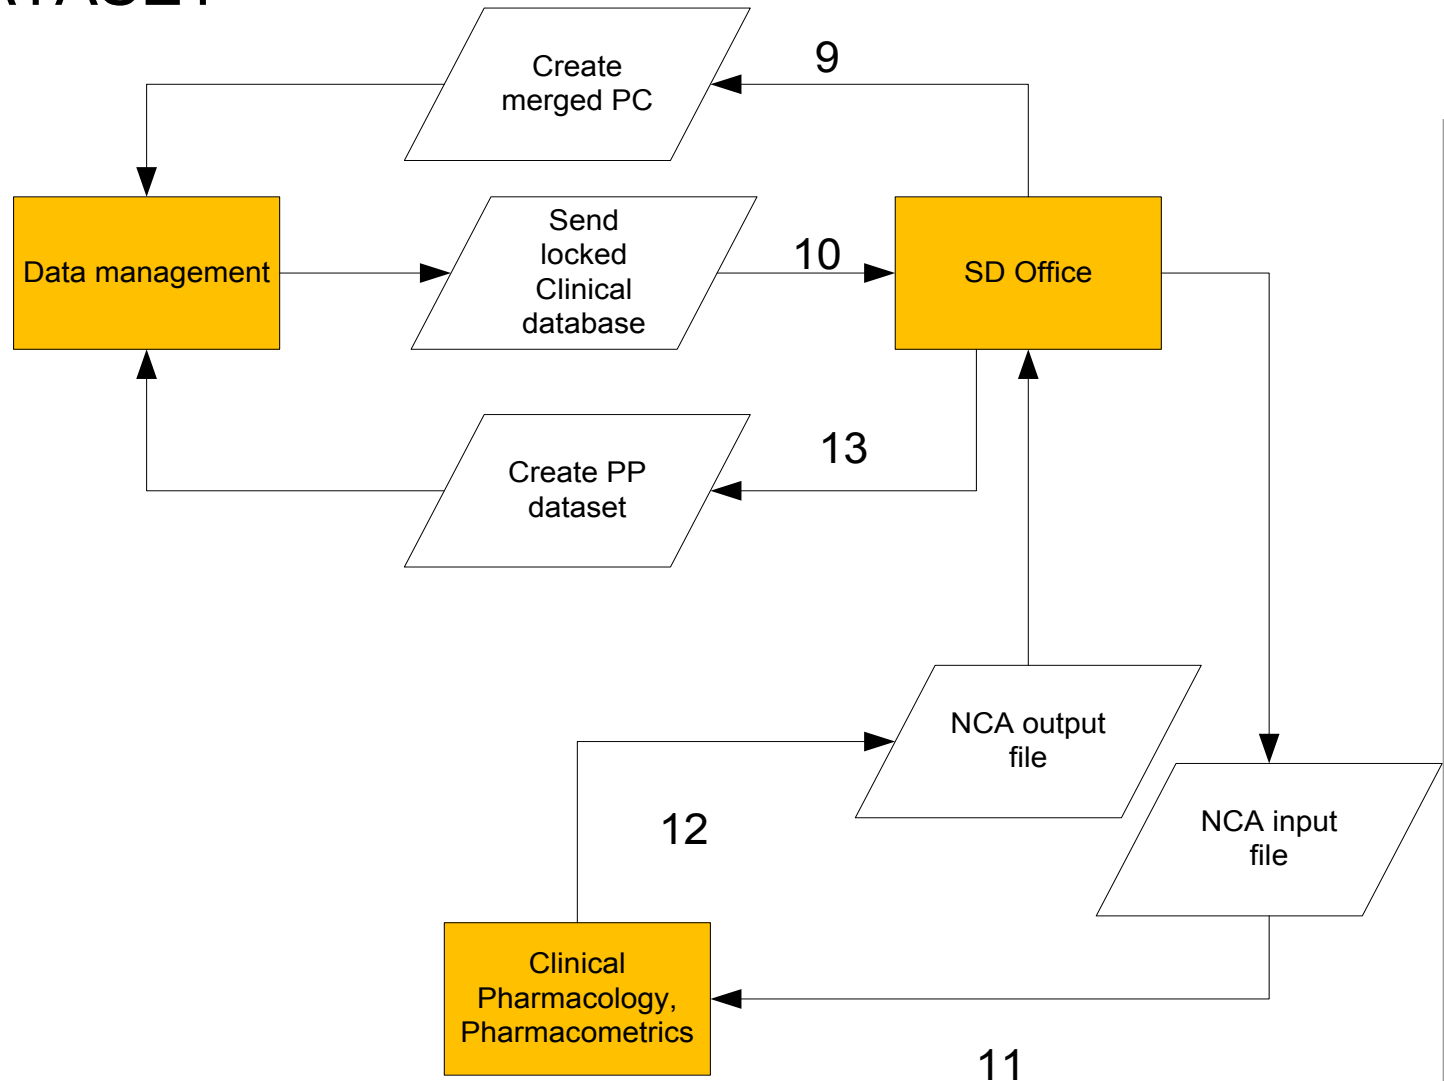 9
Create
merged PC
Data management
Send
locked
Clinical
database
10
SD Office
Create PP
dataset
13
NCA output
file
NCA input
file
12
Clinical
Pharmacology,
Pharmacometrics
11